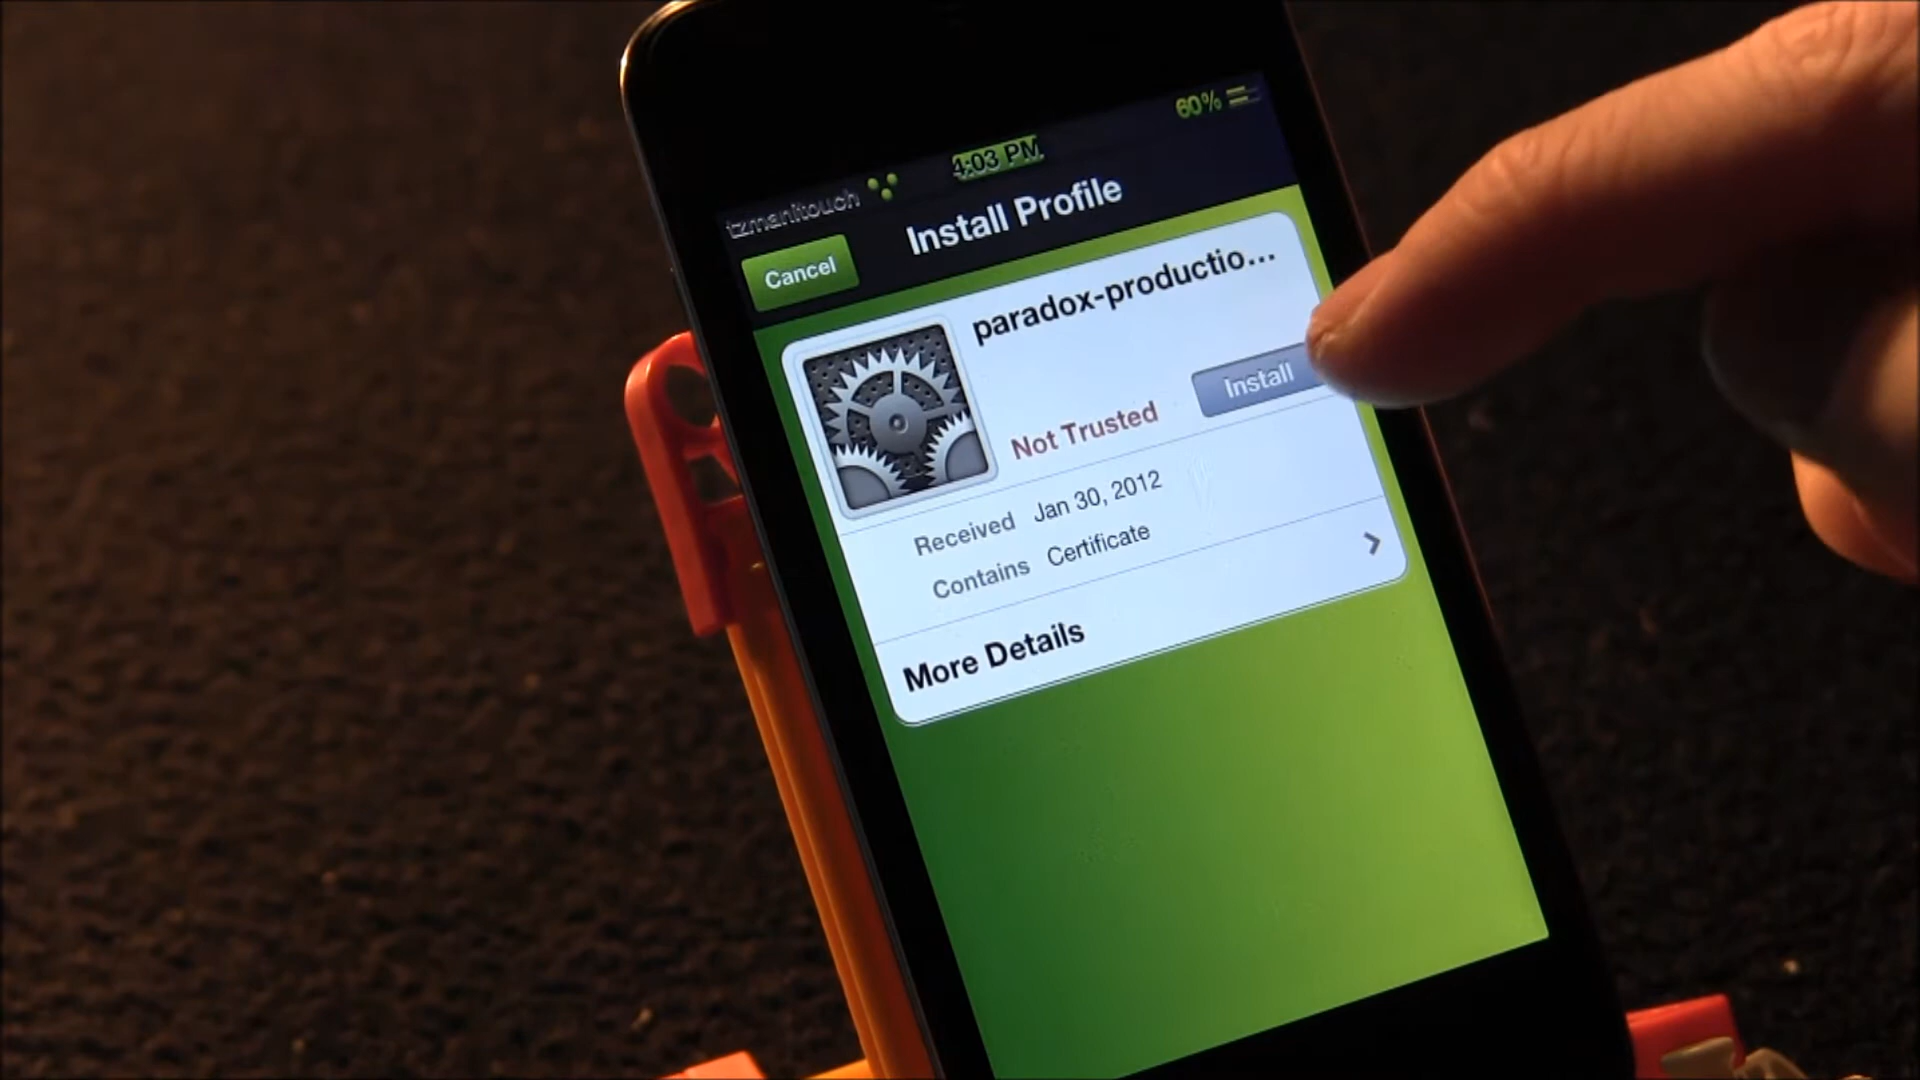 60%
4:03 PM
tzmanitouch
Install Profile
Cancel
paradox-productio...
Install
Not Trusted
Received Jan 30, 2012
Contains Certificate
More Details